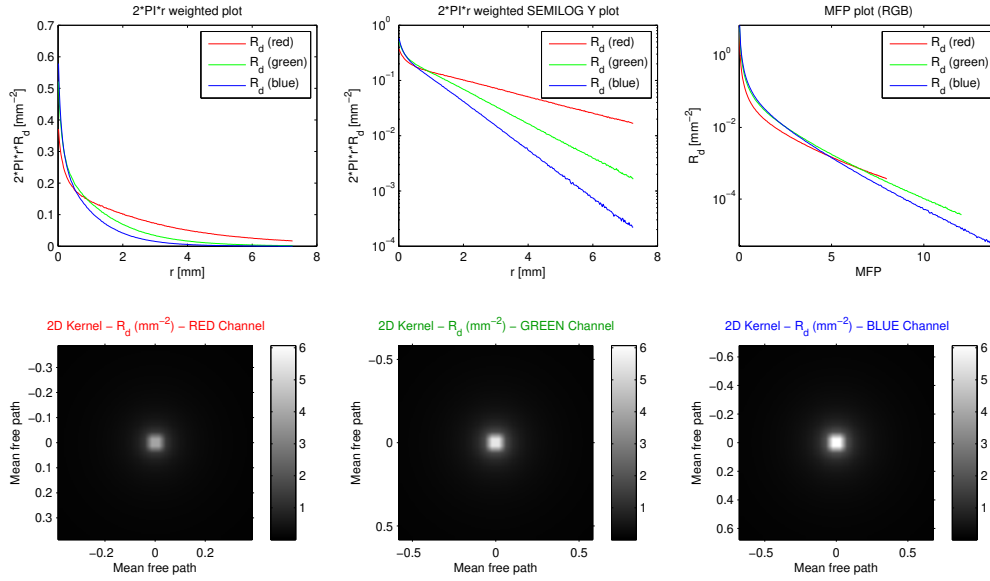 2*PI*r weighted plot
2*PI*r*R_d [mm^−2]
0.7
0.6
0.5
0.4
0.3
0.2
0.1
0
R_d (red)
R_d (green)
R_d (blue)
0 2 4 6 8
r [mm]
2*PI*r weighted SEMILOG Y plot
2*PI*r*R_d [mm^−2]
10^0
10^−1
10^−2
10^−3
10^−4
R_d (red)
R_d (green)
R_d (blue)
0 2 4 6 8
r [mm]
MFP plot (RGB)
R_d [mm^−2]
10^0
10^−2
10^−4
R_d (red)
R_d (green)
R_d (blue)
0 5 10
MFP
2D Kernel − R_d (mm^−2) − RED Channel
Mean free path
−0.3
−0.2
−0.1
0
0.1
0.2
0.3
−0.2 0 0.2
Mean free path
6
5
4
3
2
1
2D Kernel − R_d (mm^−2) − GREEN Channel
Mean free path
−0.5
0
0.5
−0.5 0 0.5
Mean free path
6
5
4
3
2
1
2D Kernel − R_d (mm^−2) − BLUE Channel
Mean free path
−0.6
−0.4
−0.2
0
0.2
0.4
0.6
−0.5 0 0.5
Mean free path
6
5
4
3
2
1